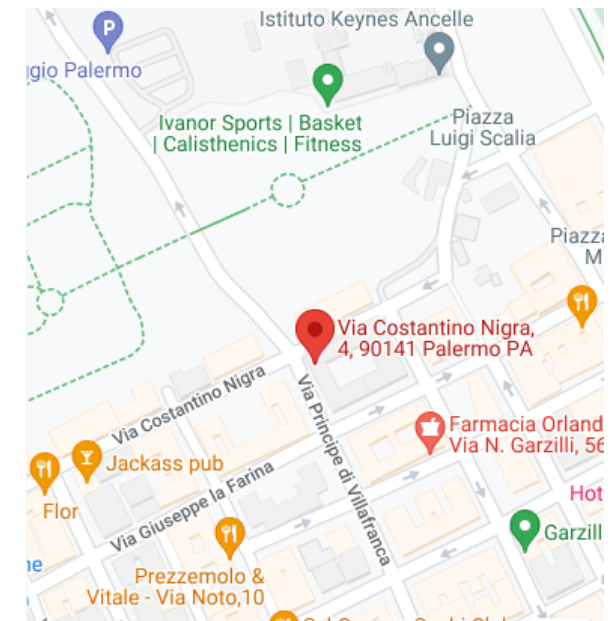 Istituto Keynes Ancelle
P
ggio Palermo
Ivanor Sports | Basket
| Calisthenics | Fitness
Piazza
Luigi Scalia
Piazza
M
Via Costantino Nigra,
4, 90141 Palermo PA
Via Costantino Nigra
Via Principe di Villafranca
Farmacia Orland
Via N. Garzilli, 56
Jackass pub
Flor
Via Giuseppe la Farina
Hot
Garzill
ne
Prezzemolo &
Vitale - Via Noto,10